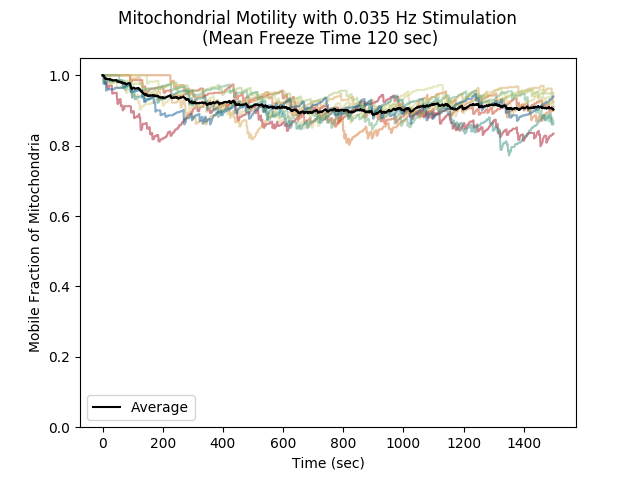 Mitochondrial Motility with 0.035 Hz Stimulation
(Mean Freeze Time 120 sec)
Mobile Fraction of Mitochondria
1.0
0.8
0.6
0.4
0.2
0.0
Average
0 200 400 600 800 1000 1200 1400
Time (sec)